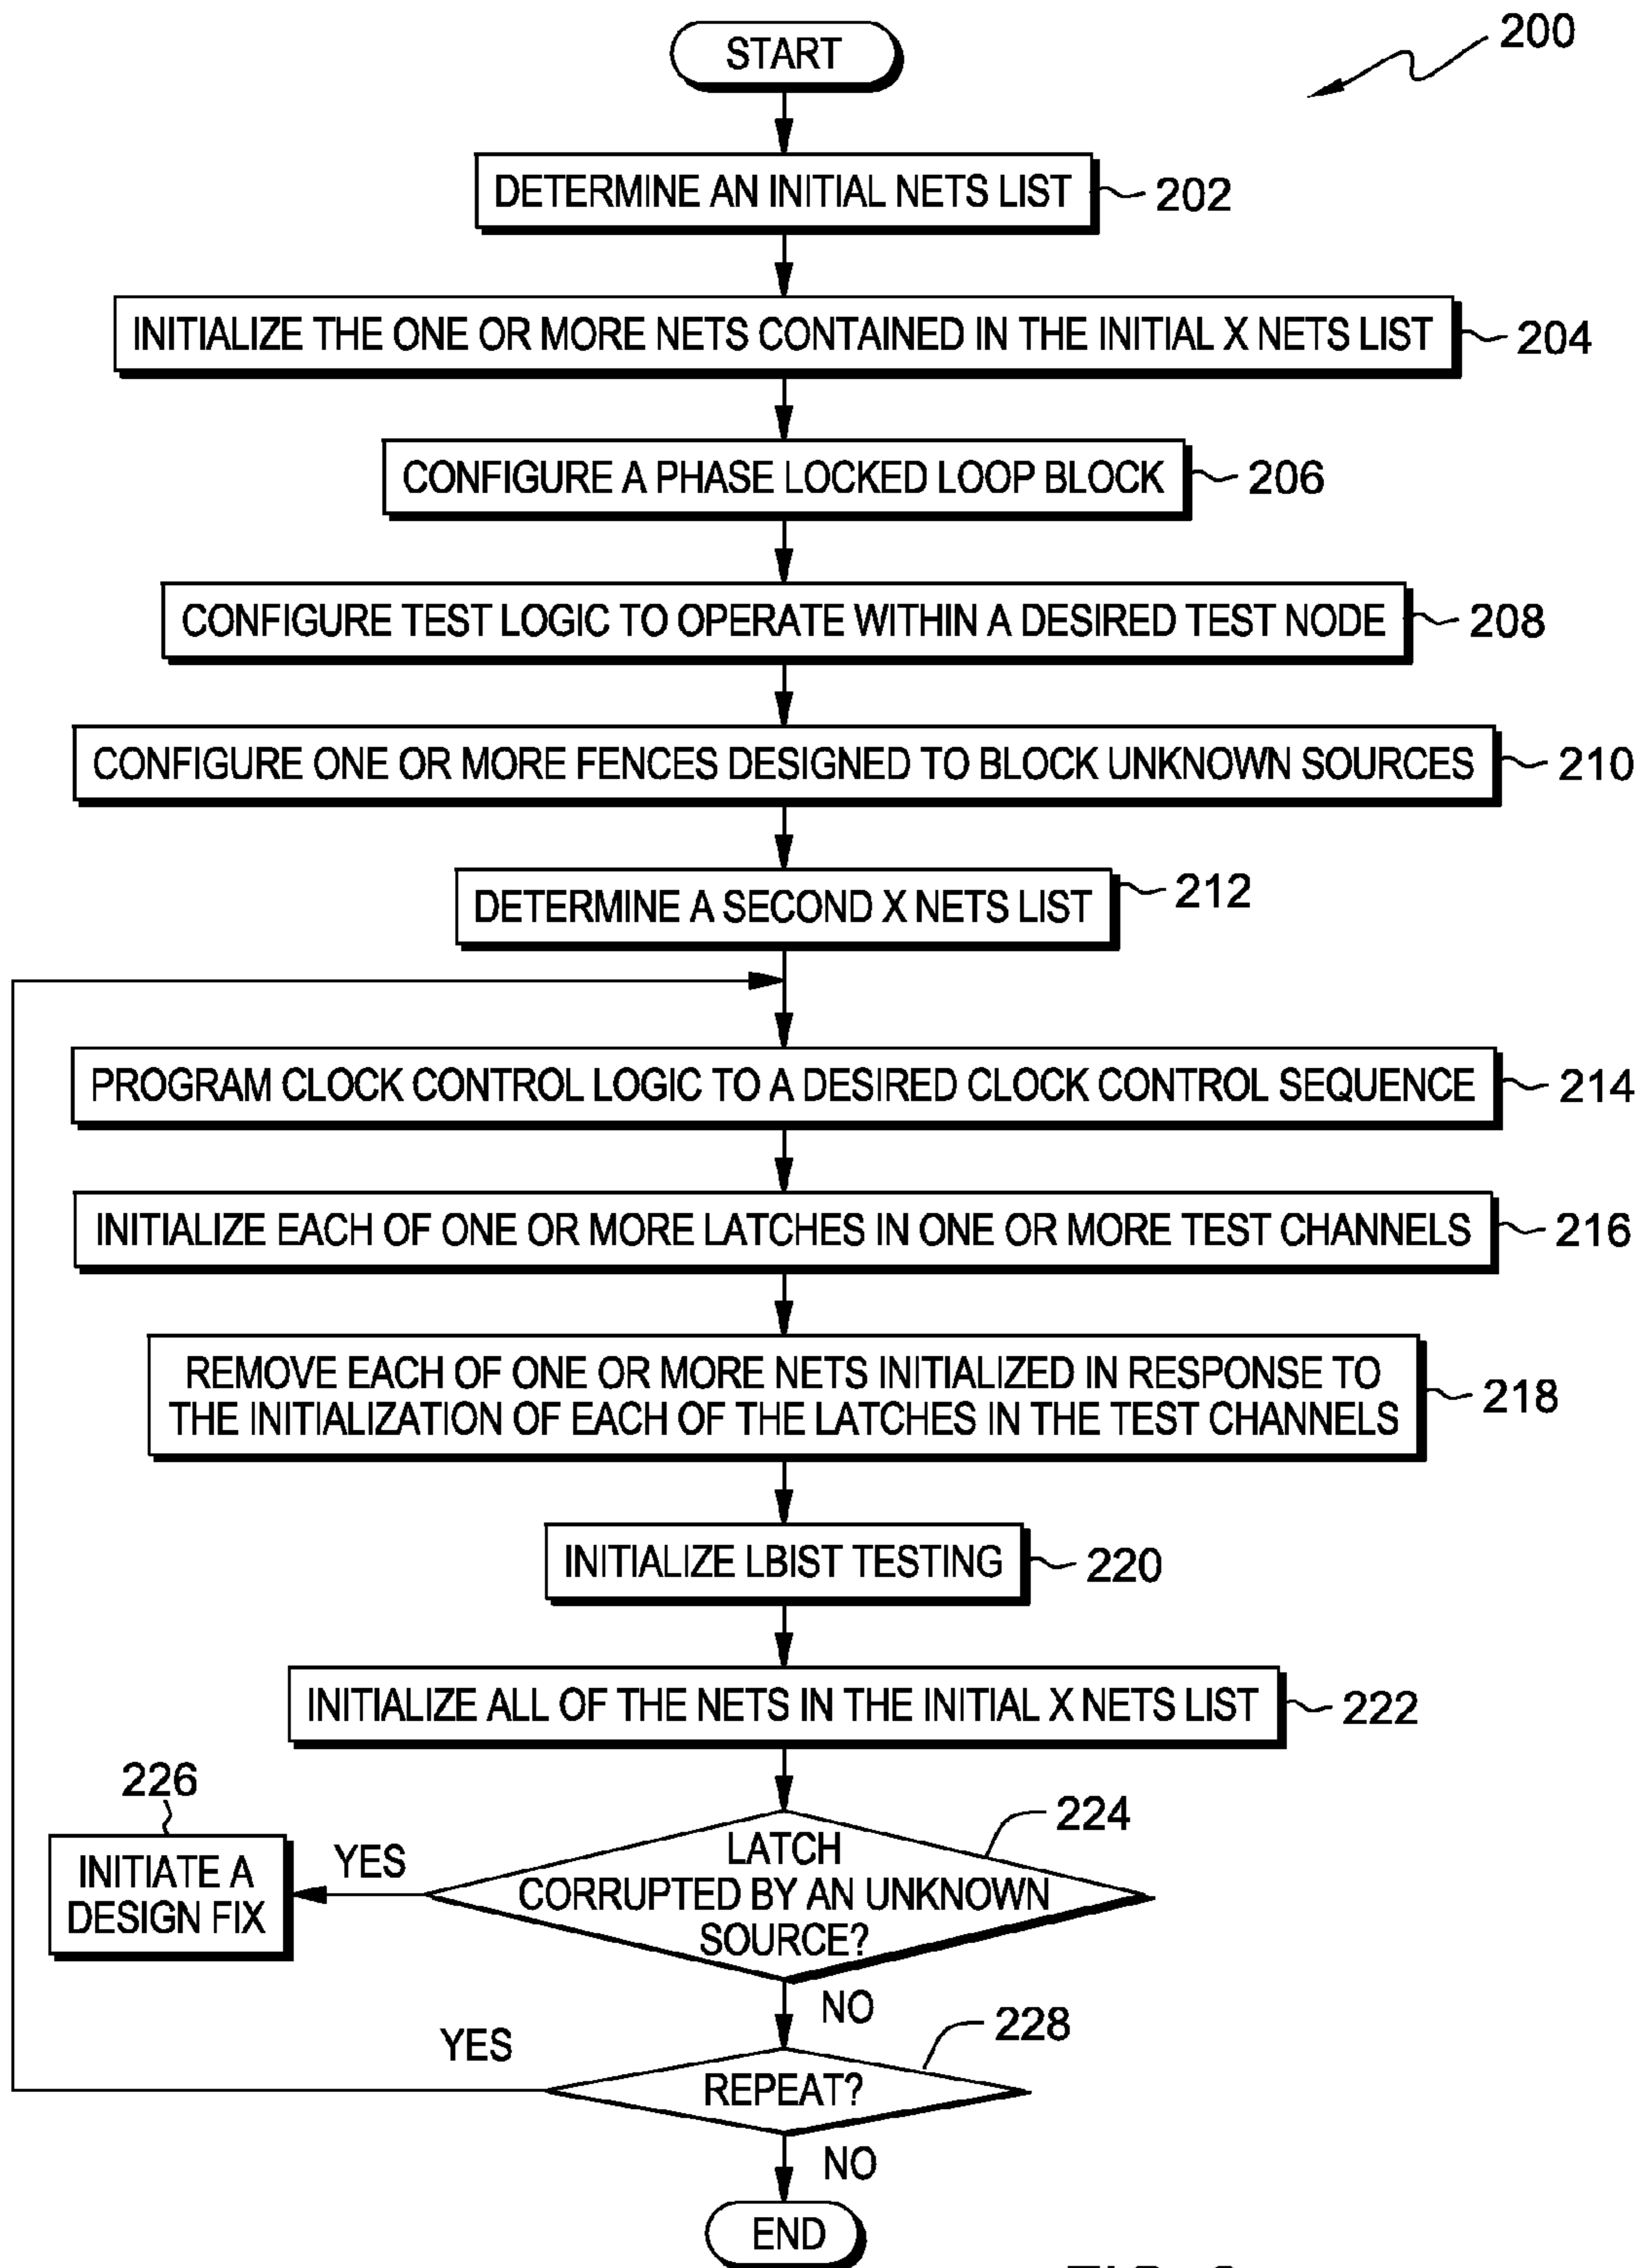 START
200
DETERMINE AN INITIAL NETS LIST
202
INITIALIZE THE ONE OR MORE NETS CONTAINED IN THE INITIAL X NETS LIST
204
CONFIGURE A PHASE LOCKED LOOP BLOCK
206
CONFIGURE TEST LOGIC TO OPERATE WITHIN A DESIRED TEST NODE
208
CONFIGURE ONE OR MORE FENCES DESIGNED TO BLOCK UNKNOWN SOURCES
210
DETERMINE A SECOND X NETS LIST
212
PROGRAM CLOCK CONTROL LOGIC TO A DESIRED CLOCK CONTROL SEQUENCE
214
INITIALIZE EACH OF ONE OR MORE LATCHES IN ONE OR MORE TEST CHANNELS
216
REMOVE EACH OF ONE OR MORE NETS INITIALIZED IN RESPONSE TO
THE INITIALIZATION OF EACH OF THE LATCHES IN THE TEST CHANNELS
218
INITIALIZE LBIST TESTING
220
INITIALIZE ALL OF THE NETS IN THE INITIAL X NETS LIST
222
226
INITIATE A
DESIGN FIX
YES
LATCH
CORRUPTED BY AN UNKNOWN
SOURCE?
224
NO
YES
REPEAT?
228
NO
END